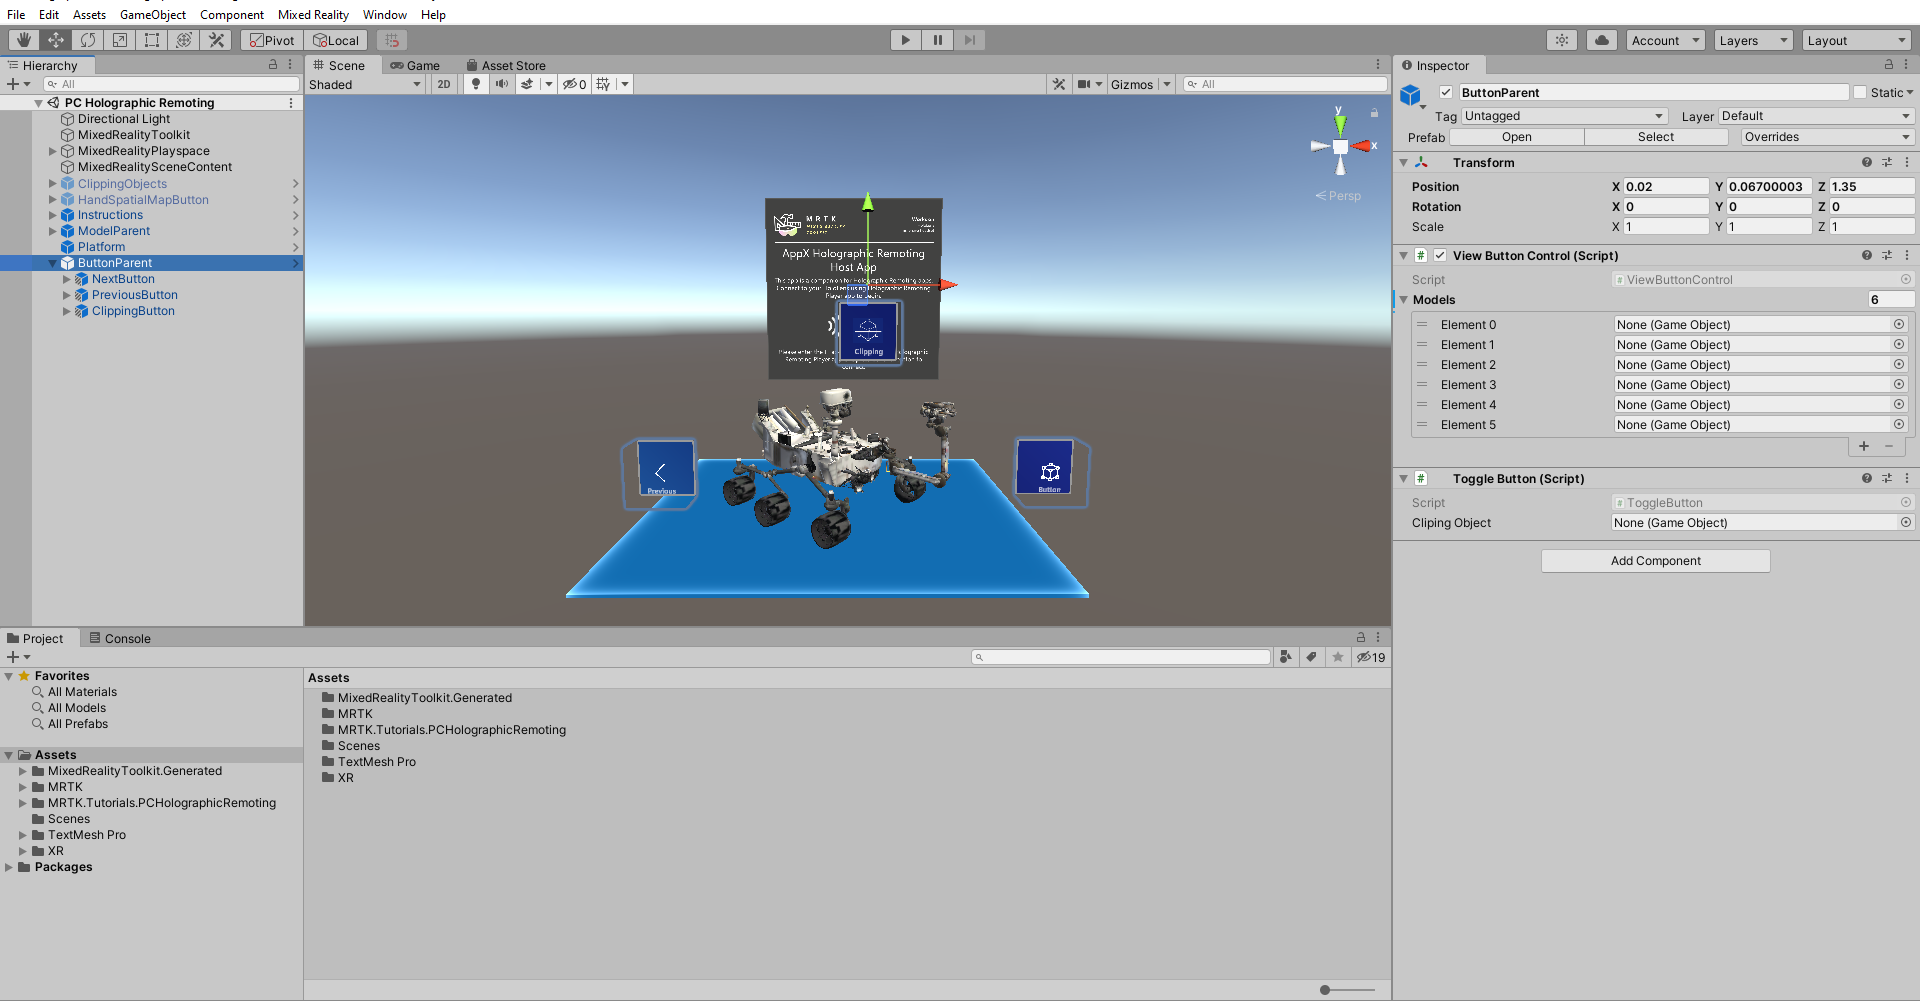 File Edit Assets GameObject Component Mixed Reality Window Help
Pivot Local Account Layers Layout
Hierarchy
All
PC Holographic Remoting
Directional Light
MixedRealityToolkit
MixedRealityPlayspace
MixedRealitySceneContent
ClippingObjects
HandSpatialMapButton
Instructions
ModelParent
Platform
ButtonParent
NextButton
PreviousButton
ClippingButton
Scene Game Asset Store
Shaded 2D 0 Gizmos All
y
x
Persp
MRTK
AppX Holographic Remoting
Host App
This app is a companion for Holographic Remoting apps.
Clipping
Previous
Button
Inspector
ButtonParent Static
Tag Untagged Layer Default
Prefab Open Select Overrides
Transform
Position X 0.02 Y 0.06700003 Z 1.35
Rotation X 0 Y 0 Z 0
Scale X 1 Y 1 Z 1
# View Button Control (Script)
Script # ViewButtonControl
Models 6
Element 0 None (Game Object)
Element 1 None (Game Object)
Element 2 None (Game Object)
Element 3 None (Game Object)
Element 4 None (Game Object)
Element 5 None (Game Object)
+ −
# Toggle Button (Script)
Script # ToggleButton
Cliping Object None (Game Object)
Add Component
Project Console
19
Favorites
All Materials
All Models
All Prefabs
Assets
MixedRealityToolkit.Generated
MRTK
MRTK.Tutorials.PCHolographicRemoting
Scenes
TextMesh Pro
XR
Packages
Assets
MixedRealityToolkit.Generated
MRTK
MRTK.Tutorials.PCHolographicRemoting
Scenes
TextMesh Pro
XR